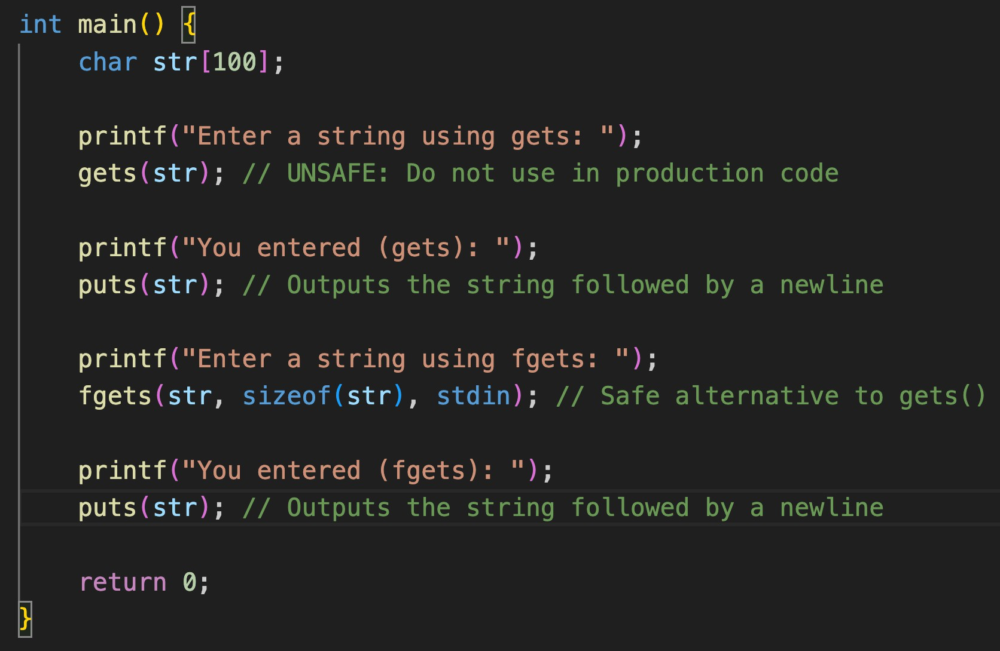 int main() {
    char str[100];

    printf("Enter a string using gets: ");
    gets(str); // UNSAFE: Do not use in production code

    printf("You entered (gets): ");
    puts(str); // Outputs the string followed by a newline

    printf("Enter a string using fgets: ");
    fgets(str, sizeof(str), stdin); // Safe alternative to gets()

    printf("You entered (fgets): ");
    puts(str); // Outputs the string followed by a newline

    return 0;
}